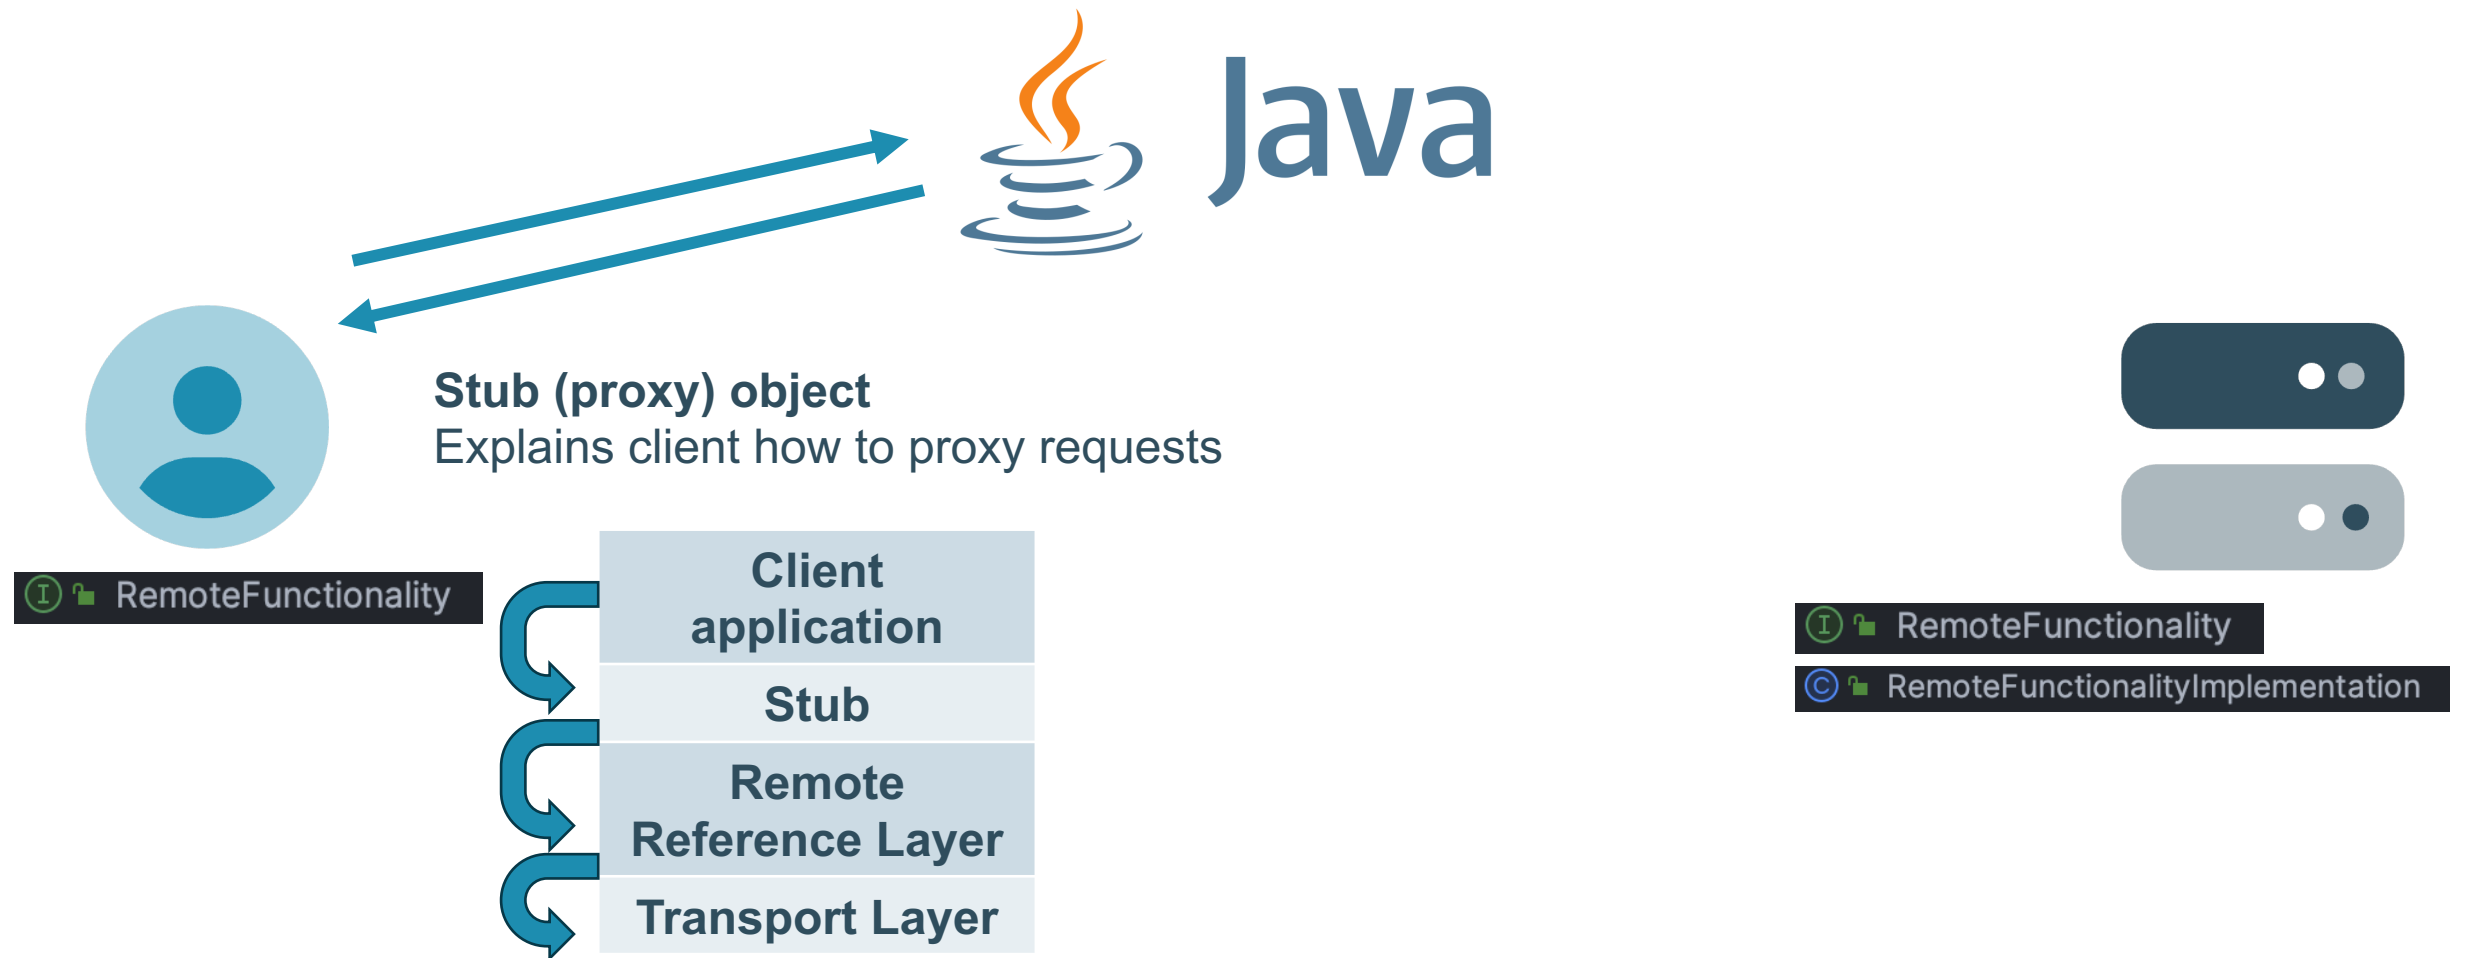 Java
Stub (proxy) object
Explains client how to proxy requests
I RemoteFunctionality
Client
application
Stub
Remote
Reference Layer
Transport Layer
I RemoteFunctionality
C RemoteFunctionalityImplementation